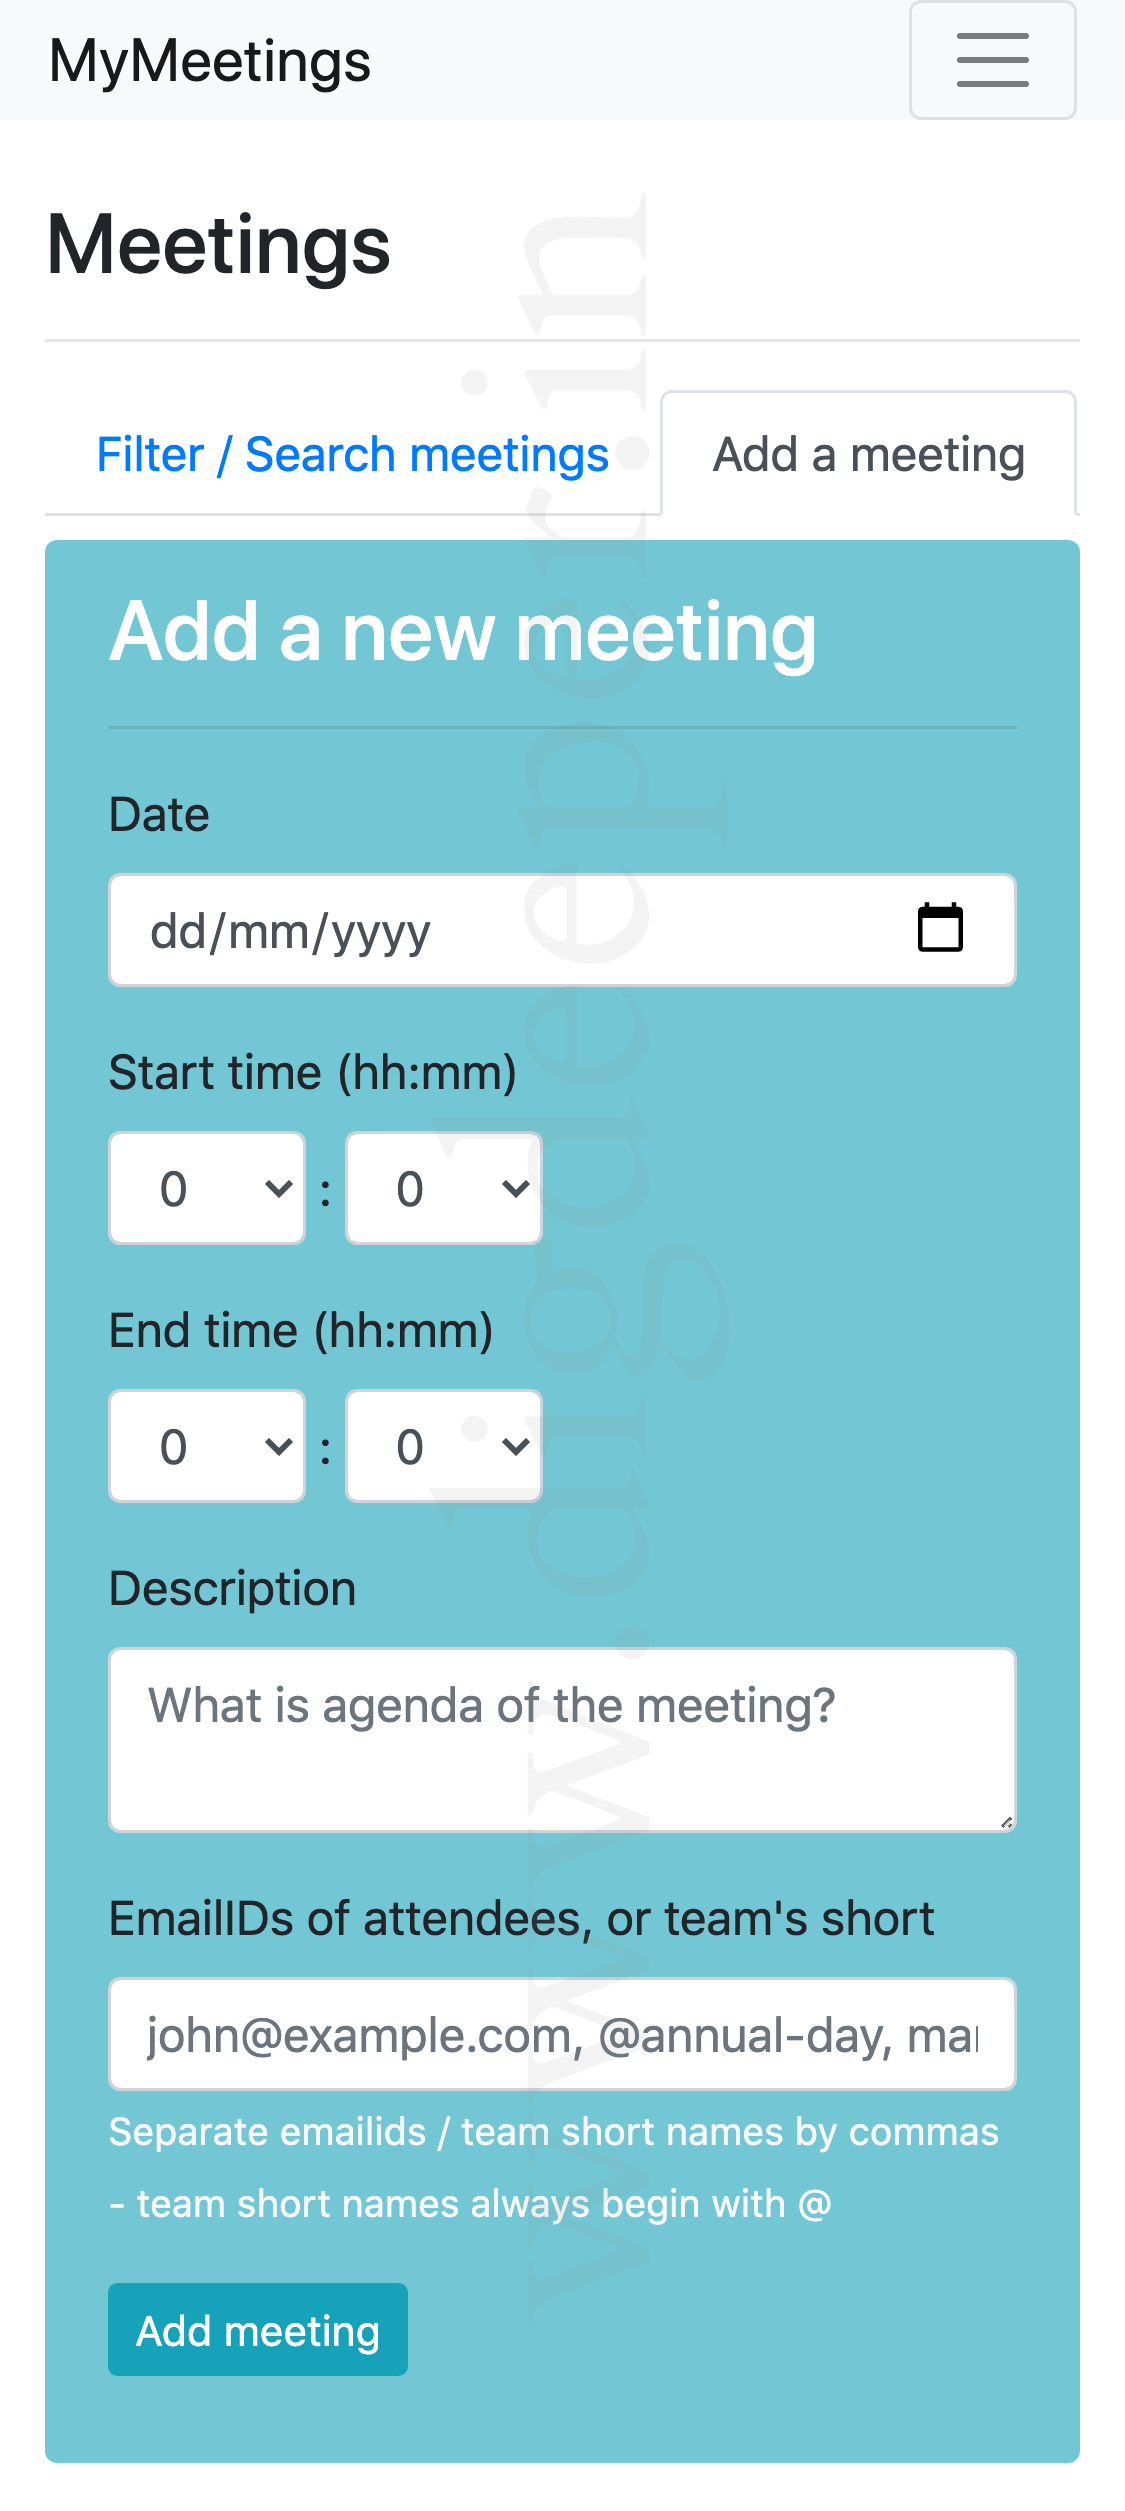 MyMeetings
Meetings
Filter / Search meetings
Add a meeting
Add a new meeting
Date
dd/mm/yyyy
Start time (hh:mm)
0 : 0
End time (hh:mm)
0 : 0
Description
What is agenda of the meeting?
EmailIDs of attendees, or team's short
john@example.com, @annual-day, mar
Separate emailids / team short names by commas
- team short names always begin with @
Add meeting
www.digdeeper.in